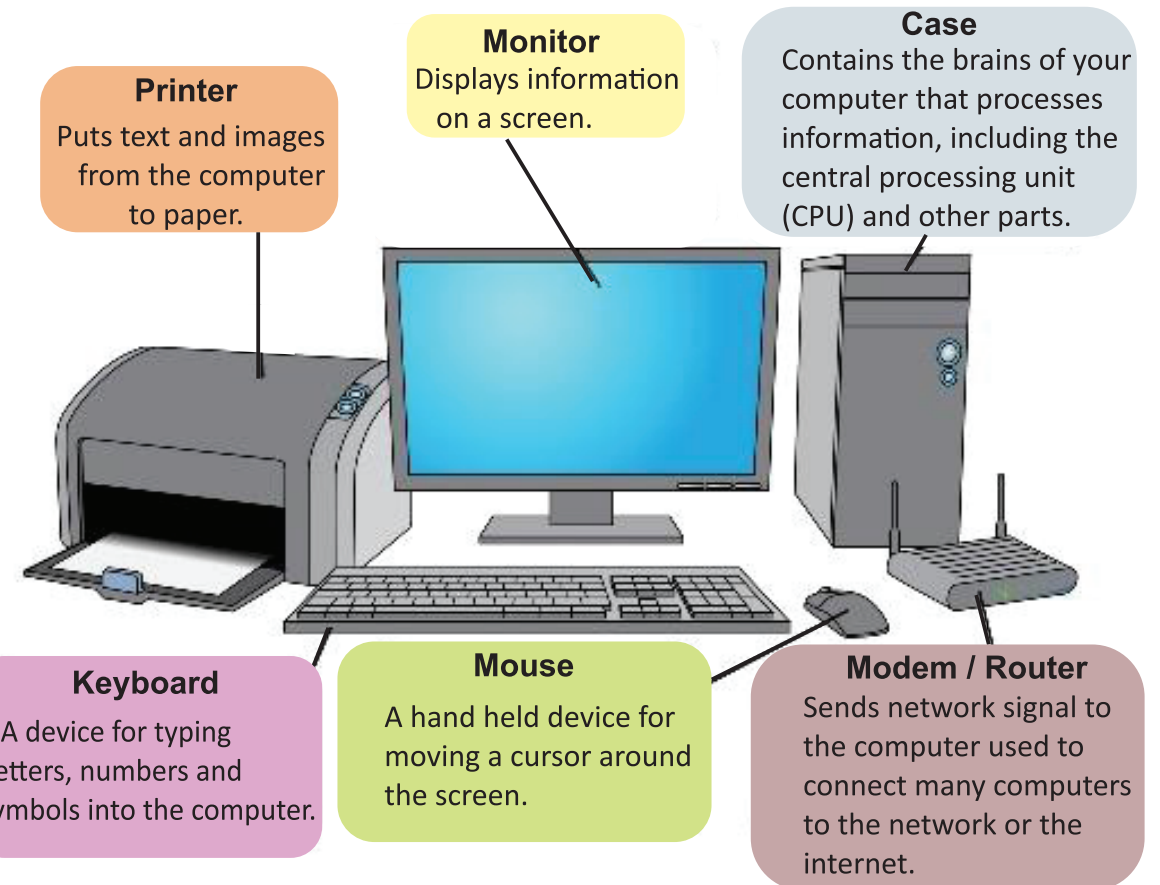 Printer
Puts text and images
from the computer
to paper.
Monitor
Displays information
on a screen.
Case
Contains the brains of your
computer that processes
information, including the
central processing unit
(CPU) and other parts.
Keyboard
A device for typing
etters, numbers and
ymbols into the computer.
Mouse
A hand held device for
moving a cursor around
the screen.
Modem / Router
Sends network signal to
the computer used to
connect many computers
to the network or the
internet.